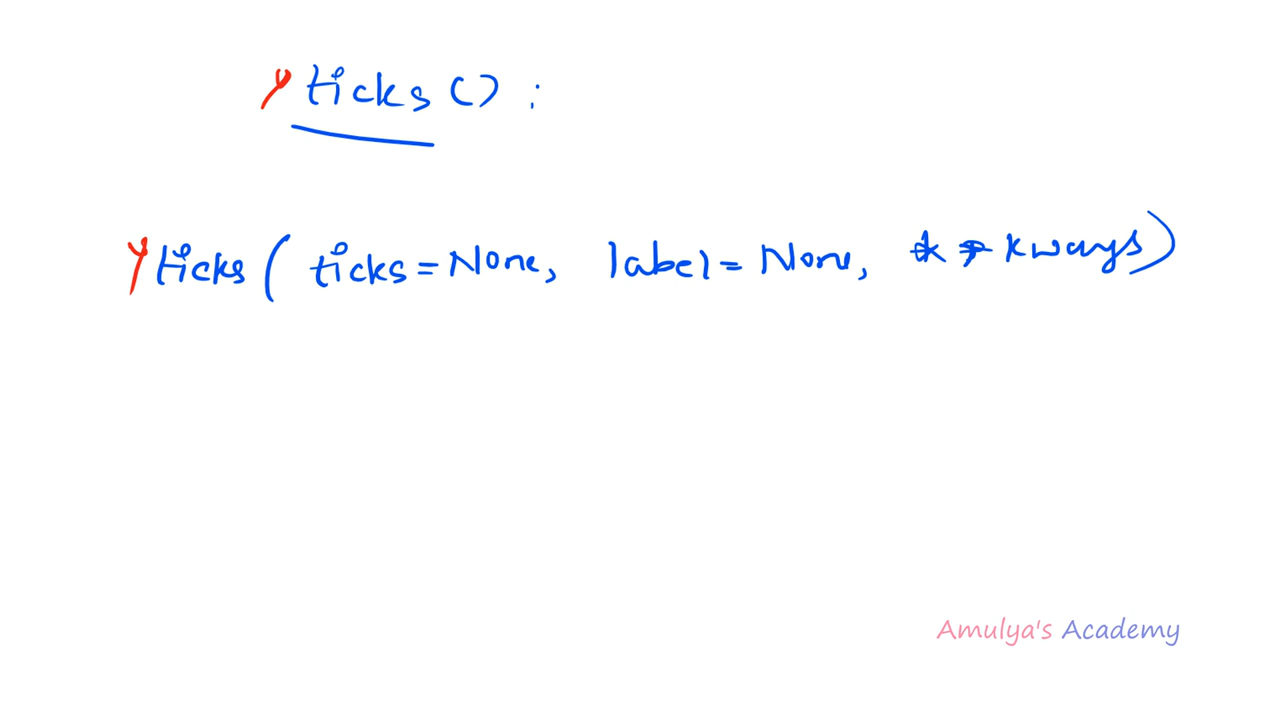 yticks() :
yticks( ticks = None, label = None, * * kwargs)
Amulya's Academy